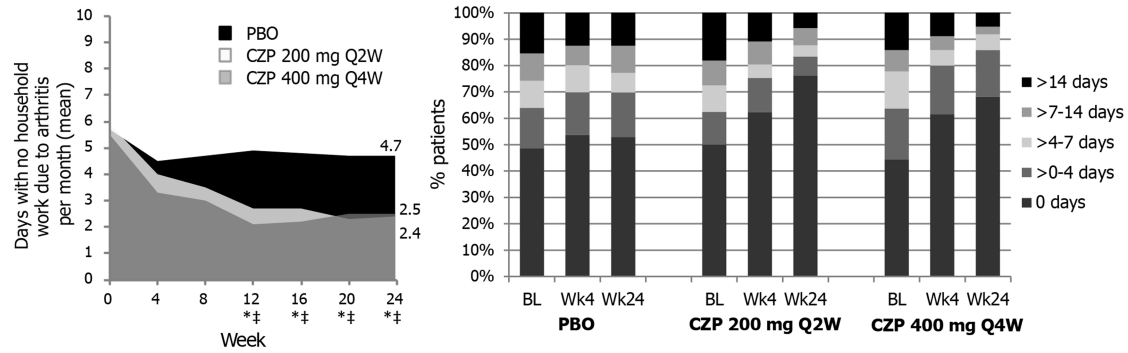 Days with no household
work due to arthritis
per month (mean)
10
9
8
7
6
5
4
3
2
1
0
PBO
CZP 200 mg Q2W
CZP 400 mg Q4W
4.7
2.5
2.4
0 4 8 12 16 20 24
*‡ *‡ *‡ *‡
Week
% patients
100%
90%
80%
70%
60%
50%
40%
30%
20%
10%
0%
BL Wk4 Wk24 BL Wk4 Wk24 BL Wk4 Wk24
PBO CZP 200 mg Q2W CZP 400 mg Q4W
>14 days
>7-14 days
>4-7 days
>0-4 days
0 days